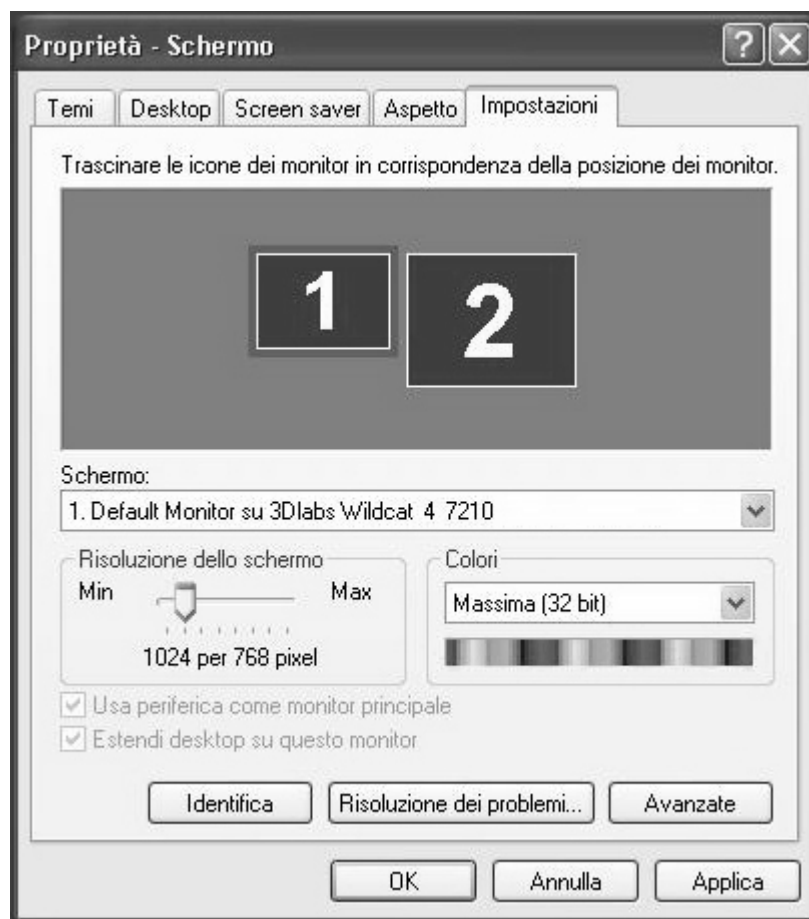 Proprietà - Schermo
Temi Desktop Screen saver Aspetto Impostazioni
Trascinare le icone dei monitor in corrispondenza della posizione dei monitor.
1 2
Schermo:
1. Default Monitor su 3Dlabs Wildcat 4 7210
Risoluzione dello schermo
Min Max
1024 per 768 pixel
Colori
Massima (32 bit)
Usa periferica come monitor principale
Estendi desktop su questo monitor
Identifica Risoluzione dei problemi... Avanzate
OK Annulla Applica